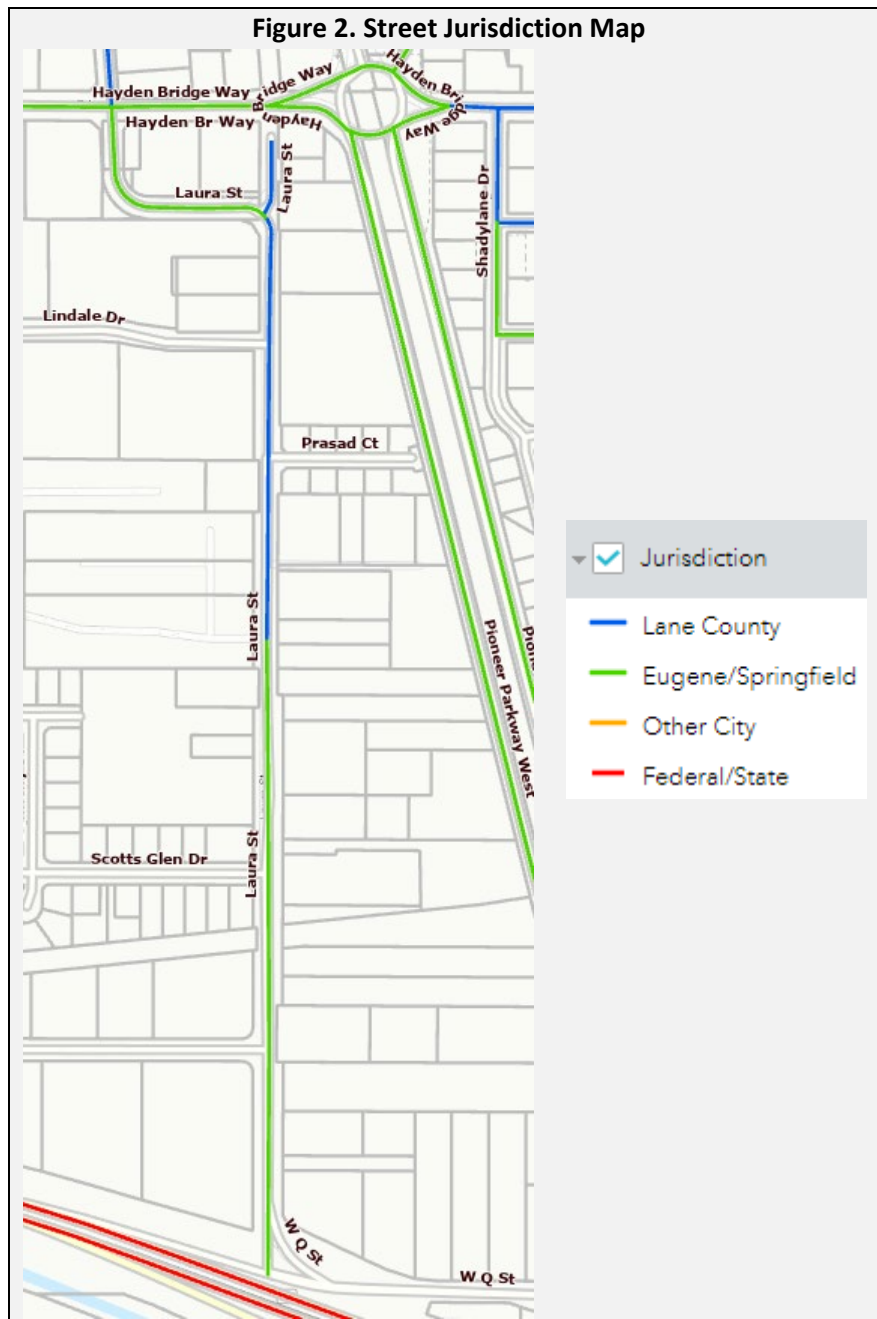 Figure 2. Street Jurisdiction Map
Hayden Bridge Way
Bridge Way
Hayden Bridge Way
Hayden Br Way
Hayden
Way
Laura St
Laura St
Shadylane Dr
Lindale Dr
Prasad Ct
Laura St
Pioneer Parkway West
Laura St
Scotts Glen Dr
W Q St
W Q St
Jurisdiction
Lane County
Eugene/Springfield
Other City
Federal/State